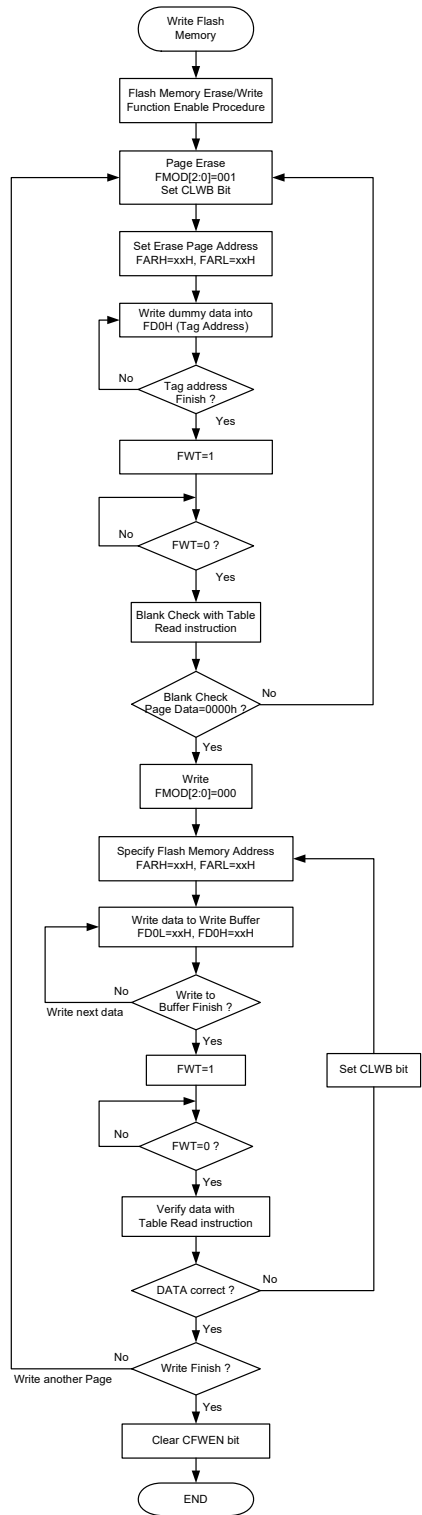 Write Flash
Memory
Flash Memory Erase/Write
Function Enable Procedure
Page Erase
FMOD[2:0]=001
Set CLWB Bit
Set Erase Page Address
FARH=xxH, FARL=xxH
Write dummy data into
FD0H (Tag Address)
No
Tag address
Finish ?
Yes
FWT=1
No
FWT=0 ?
Yes
Blank Check with Table
Read instruction
Blank Check
Page Data=0000h ?
No
Yes
Write
FMOD[2:0]=000
Specify Flash Memory Address
FARH=xxH, FARL=xxH
Write data to Write Buffer
FD0L=xxH, FD0H=xxH
No
Write next data
Write to
Buffer Finish ?
Yes
FWT=1
Set CLWB bit
No
FWT=0 ?
Yes
Verify data with
Table Read instruction
DATA correct ?
No
Yes
No
Write another Page
Write Finish ?
Yes
Clear CFWEN bit
END